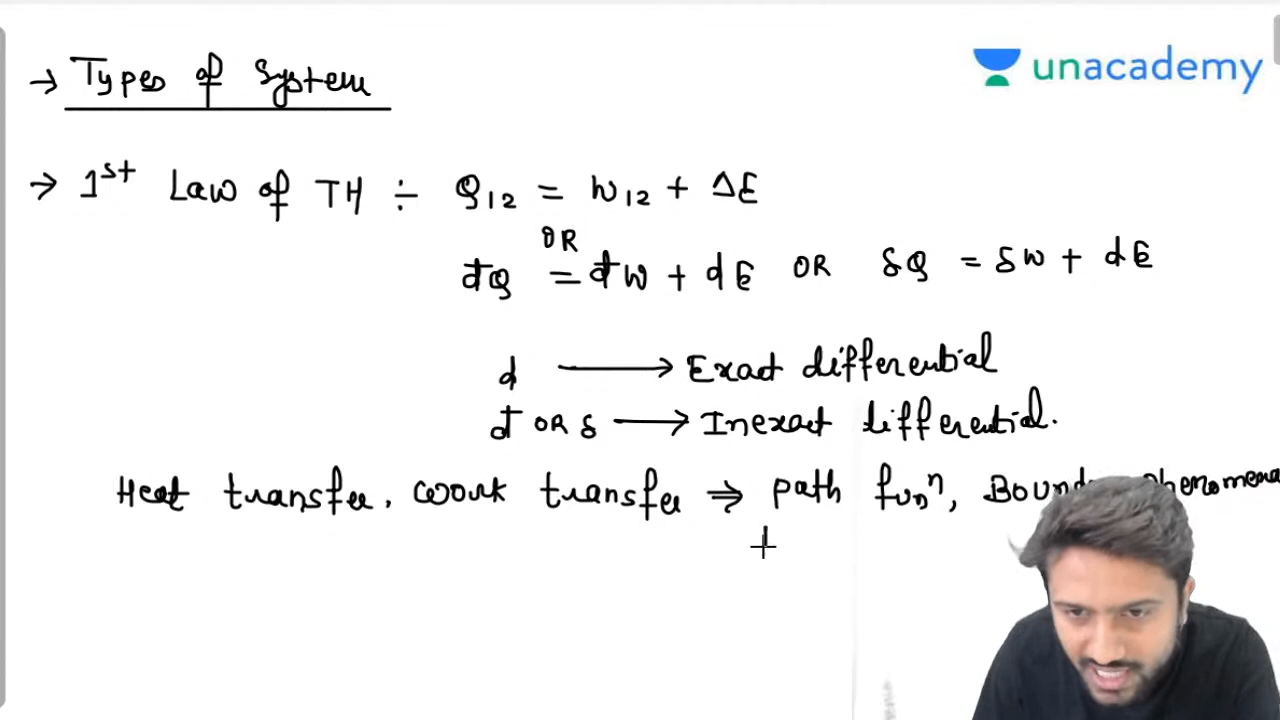 → Types of System
unacademy
→ 1st Law of TH ÷ Q12 = W12 + ΔE
OR
đQ = đW + dE OR δQ = δW + dE
d → Exact differential
đ OR δ → Inexact differential.
Heat transfer, work transfer ⇒ path funⁿ,